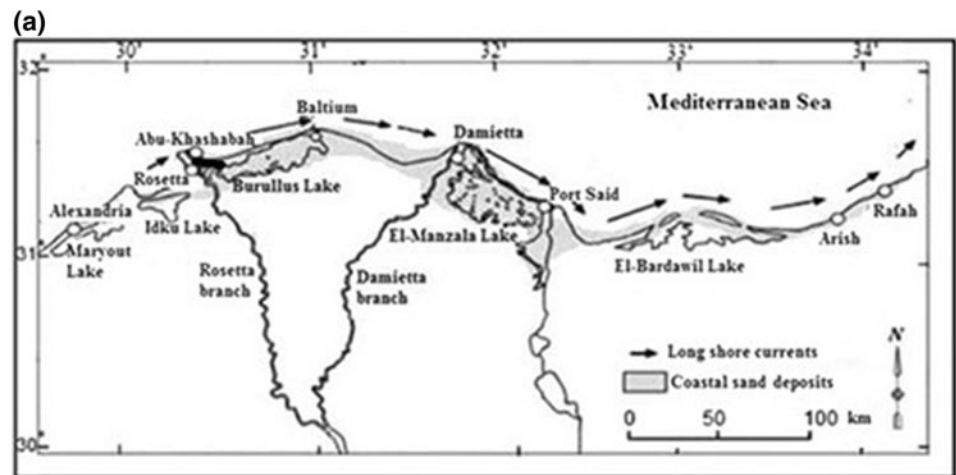 (a)
30° 31° 32° 33° 34°
32°
Mediterranean Sea
Baltium
Abu-Khashabah
Damietta
Rosetta
Burullus Lake
Port Said
Alexandria
Idku Lake
El-Manzala Lake
Rafah
Arish
Maryout
Lake
31°
El-Bardawil Lake
Rosetta
branch
Damietta
branch
N
Long shore currents
Coastal sand deposits
0 50 100 km
30°